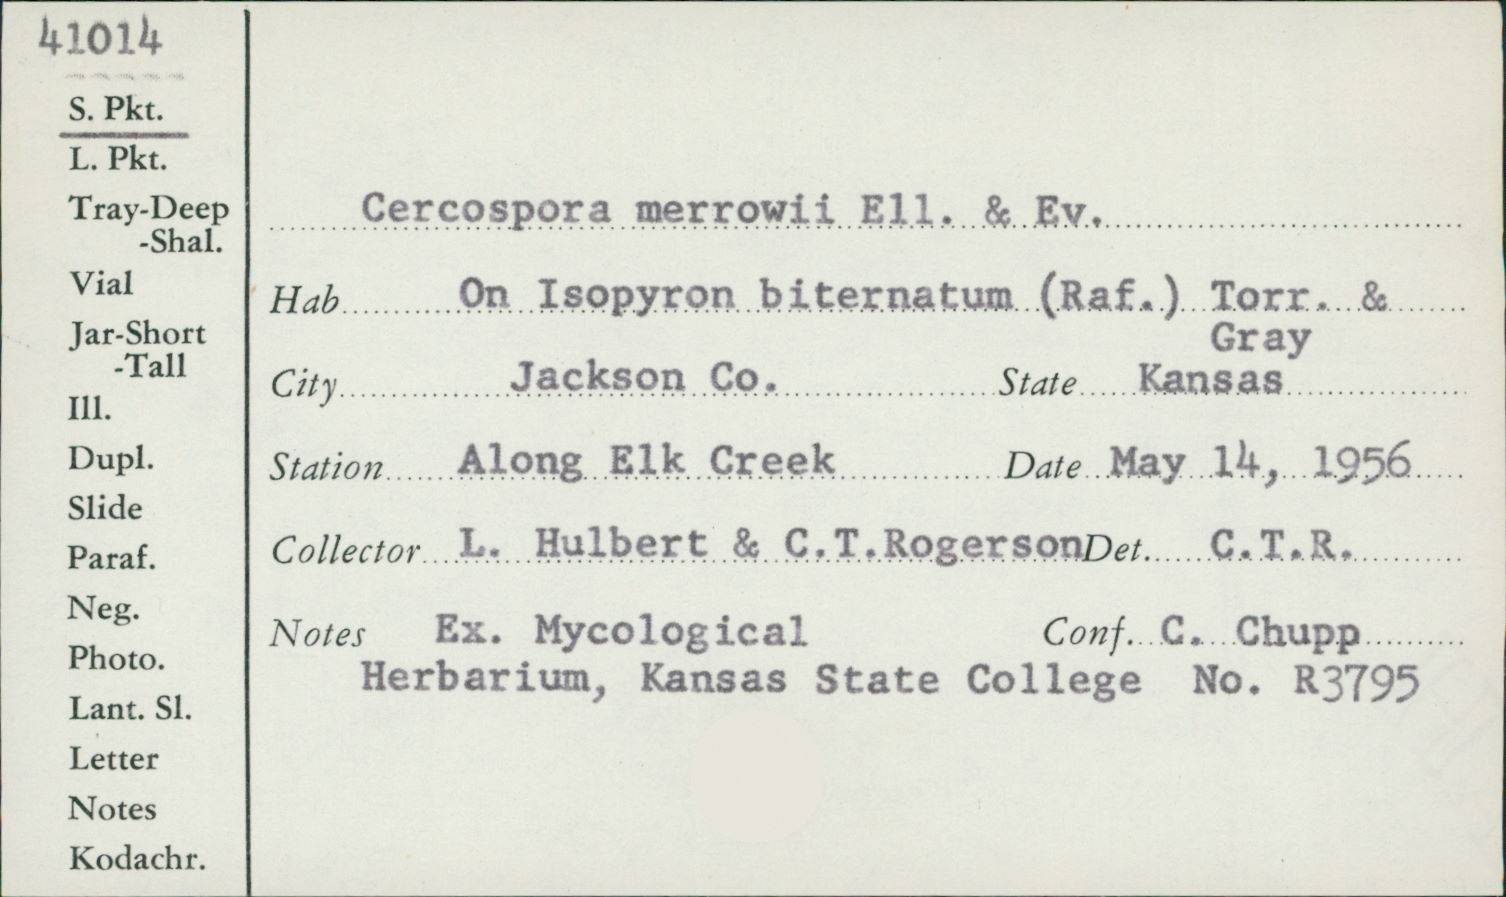 41014
S. Pkt.
L. Pkt.
Tray-Deep
-Shal.
Vial
Jar-Short
-Tall
Ill.
Dupl.
Slide
Paraf.
Neg.
Photo.
Lant. Sl.
Letter
Notes
Kodachr.
Cercospora merrowii Ell. & Ev.
Hab On Isopyron biternatum (Raf.) Torr. &
Gray
City Jackson Co. State Kansas
Station Along Elk Creek Date May 14, 1956
Collector L. Hulbert & C.T.Rogerson Det. C.T.R.
Notes Ex. Mycological Conf. C. Chupp
Herbarium, Kansas State College No. R3795